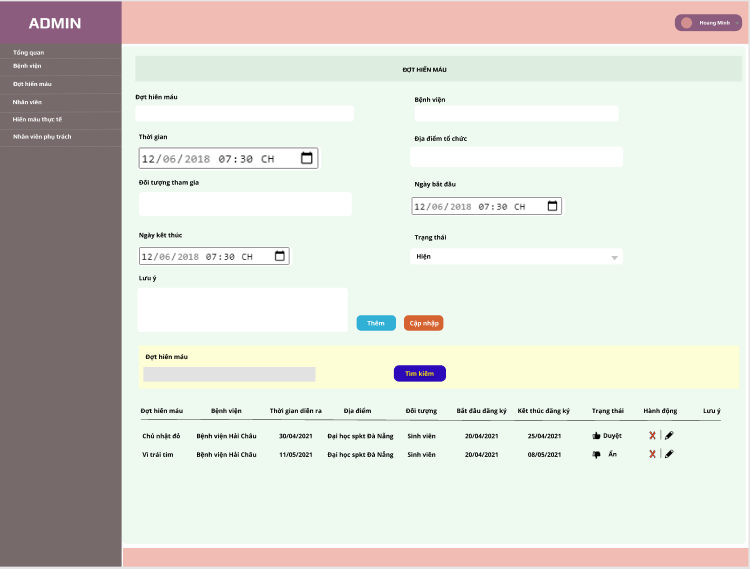 ADMIN
Hoàng Minh
Tổng quan
Bệnh viện
Đợt hiến máu
Nhân viên
Hiến máu thực tế
Nhân viên phụ trách
ĐỢT HIẾN MÁU
Đợt hiến máu
Bệnh viện
Thời gian
Địa điểm tổ chức
12/06/2018 07:30 CH
Đối tượng tham gia
Ngày bắt đầu
12/06/2018 07:30 CH
Ngày kết thúc
Trạng thái
12/06/2018 07:30 CH
Hiện
Lưu ý
Thêm
Cập nhập
Đợt hiến máu
Tìm kiếm
Đợt hiến máu Bệnh viện Thời gian diễn ra Địa điểm Đối tượng Bắt đầu đăng ký Kết thúc đăng ký Trạng thái Hành động Lưu ý
Chủ nhật đỏ Bệnh viện Hải Châu 30/04/2021 Đại học spkt Đà Nẵng Sinh viên 20/04/2021 25/04/2021 Duyệt X
Vì trái tim Bệnh viện Hải Châu 11/05/2021 Đại học spkt Đà Nẵng Sinh viên 20/04/2021 08/05/2021 Ẩn X